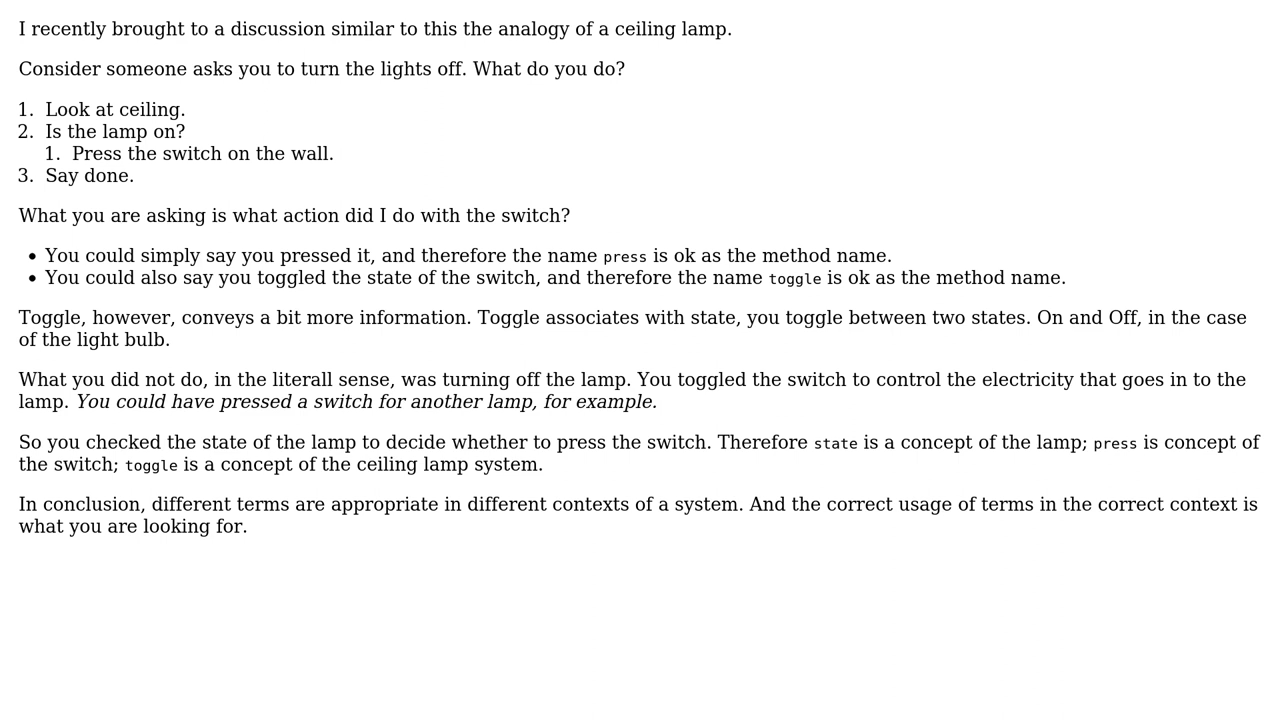 I recently brought to a discussion similar to this the analogy of a ceiling lamp.
Consider someone asks you to turn the lights off. What do you do?
1. Look at ceiling.
2. Is the lamp on?
1. Press the switch on the wall.
3. Say done.
What you are asking is what action did I do with the switch?
• You could simply say you pressed it, and therefore the name press is ok as the method name.
• You could also say you toggled the state of the switch, and therefore the name toggle is ok as the method name.
Toggle, however, conveys a bit more information. Toggle associates with state, you toggle between two states. On and Off, in the case
of the light bulb.
What you did not do, in the literall sense, was turning off the lamp. You toggled the switch to control the electricity that goes in to the
lamp. You could have pressed a switch for another lamp, for example.
So you checked the state of the lamp to decide whether to press the switch. Therefore state is a concept of the lamp; press is concept of
the switch; toggle is a concept of the ceiling lamp system.
In conclusion, different terms are appropriate in different contexts of a system. And the correct usage of terms in the correct context is
what you are looking for.